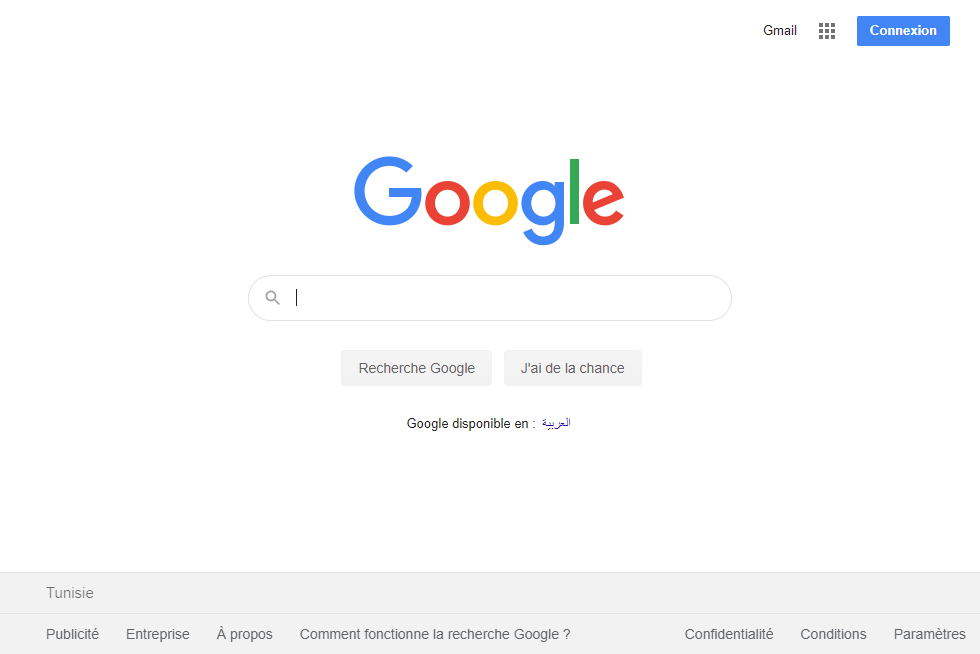 Gmail Connexion
Google
Recherche Google J'ai de la chance
Google disponible en : العربية
Tunisie
Publicité Entreprise À propos Comment fonctionne la recherche Google ? Confidentialité Conditions Paramètres